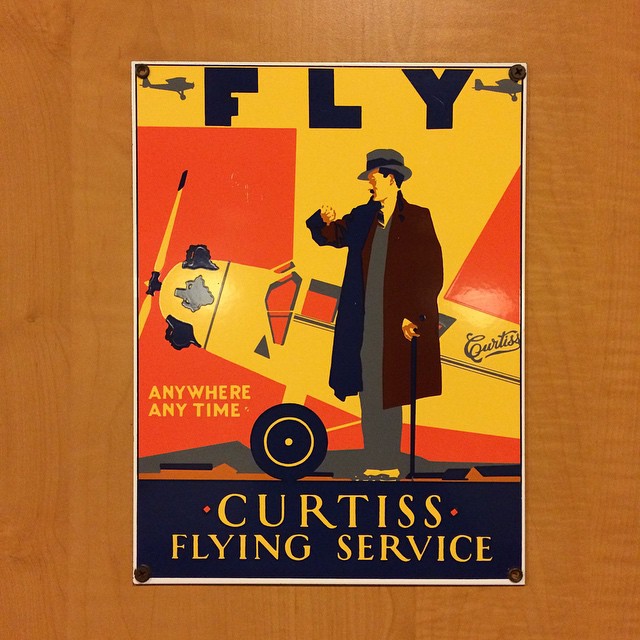 FLY
Curtiss
ANYWHERE
ANY TIME
·CURTISS·
FLYING SERVICE